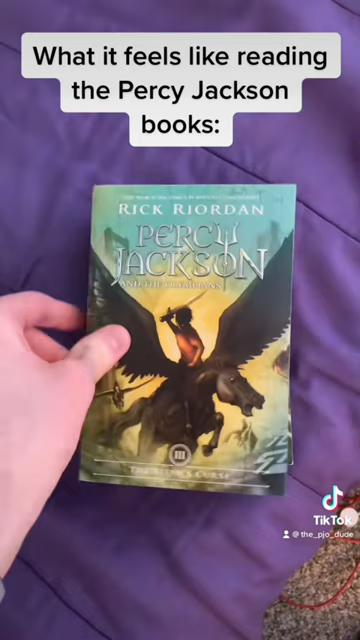 What it feels like reading
the Percy Jackson
books:
RICK RIORDAN
PERCY
JACKSON
AND THE OLYMPIANS
III
TikTok
@the_pjo_dude